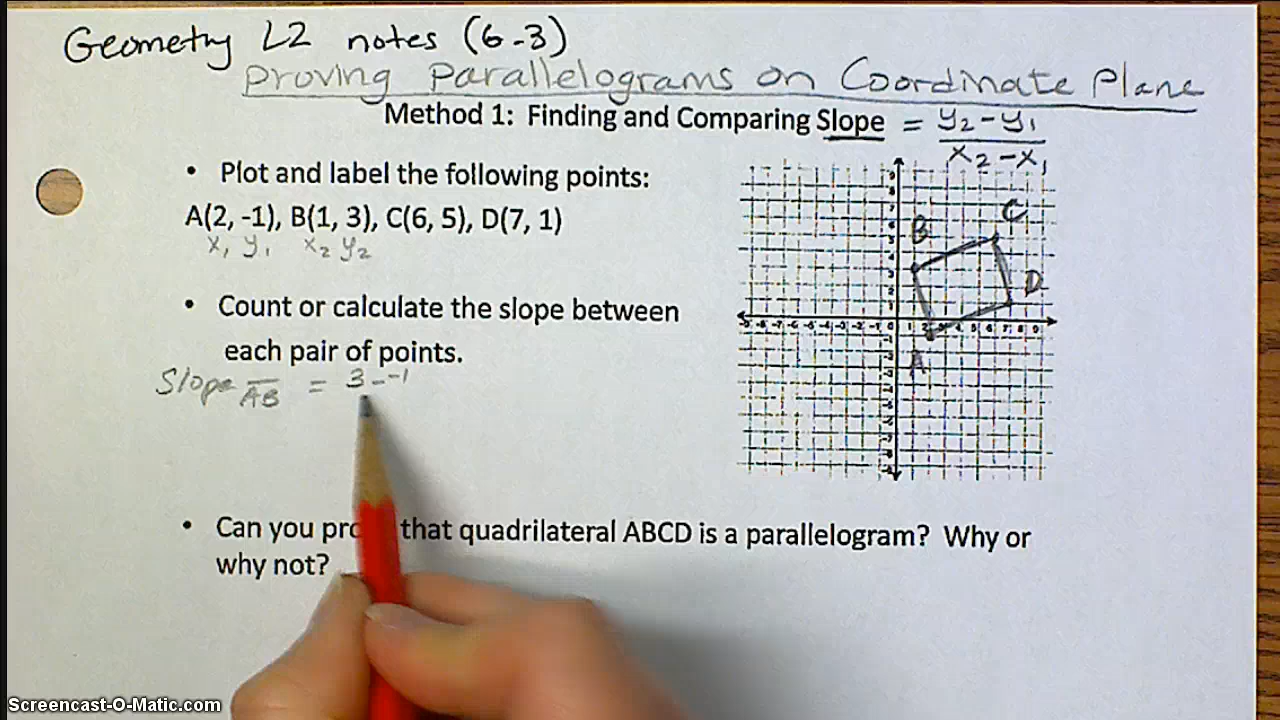 Geometry L2 notes (6-3)
Proving Parallelograms on Coordinate Plane
Method 1: Finding and Comparing Slope = y₂-y₁
x₂-x₁
• Plot and label the following points:
A(2, -1), B(1, 3), C(6, 5), D(7, 1)
x₁ y₁ x₂ y₂
• Count or calculate the slope between
each pair of points.
Slope AB = 3--1
B
C
D
A
• Can you that quadrilateral ABCD is a parallelogram? Why or
why not?
Screencast-O-Matic.com